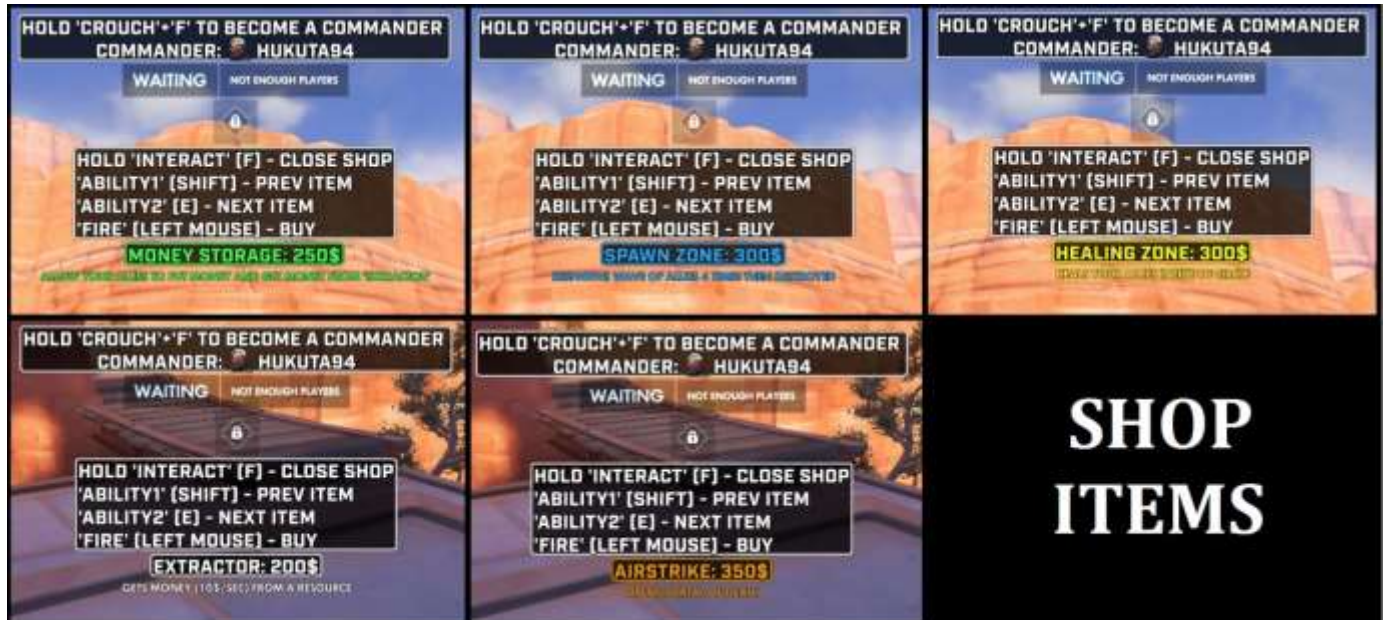 HOLD 'CROUCH'+'F' TO BECOME A COMMANDER
COMMANDER: HUKUTA94
WAITING NOT ENOUGH PLAYERS
HOLD 'INTERACT' [F] - CLOSE SHOP
'ABILITY1' [SHIFT] - PREV ITEM
'ABILITY2' [E] - NEXT ITEM
'FIRE' [LEFT MOUSE] - BUY
MONEY STORAGE: 250$
HOLD 'CROUCH'+'F' TO BECOME A COMMANDER
COMMANDER: HUKUTA94
WAITING NOT ENOUGH PLAYERS
HOLD 'INTERACT' [F] - CLOSE SHOP
'ABILITY1' [SHIFT] - PREV ITEM
'ABILITY2' [E] - NEXT ITEM
'FIRE' [LEFT MOUSE] - BUY
SPAWN ZONE: 300$
HOLD 'CROUCH'+'F' TO BECOME A COMMANDER
COMMANDER: HUKUTA94
WAITING NOT ENOUGH PLAYERS
HOLD 'INTERACT' [F] - CLOSE SHOP
'ABILITY1' [SHIFT] - PREV ITEM
'ABILITY2' [E] - NEXT ITEM
'FIRE' [LEFT MOUSE] - BUY
HEALING ZONE: 300$
HOLD 'CROUCH'+'F' TO BECOME A COMMANDER
COMMANDER: HUKUTA94
WAITING NOT ENOUGH PLAYERS
HOLD 'INTERACT' [F] - CLOSE SHOP
'ABILITY1' [SHIFT] - PREV ITEM
'ABILITY2' [E] - NEXT ITEM
'FIRE' [LEFT MOUSE] - BUY
EXTRACTOR: 200$
GETS MONEY (10$/SEC) FROM A RESOURCE
HOLD 'CROUCH'+'F' TO BECOME A COMMANDER
COMMANDER: HUKUTA94
WAITING NOT ENOUGH PLAYERS
HOLD 'INTERACT' [F] - CLOSE SHOP
'ABILITY1' [SHIFT] - PREV ITEM
'ABILITY2' [E] - NEXT ITEM
'FIRE' [LEFT MOUSE] - BUY
AIRSTRIKE: 350$
SHOP
ITEMS